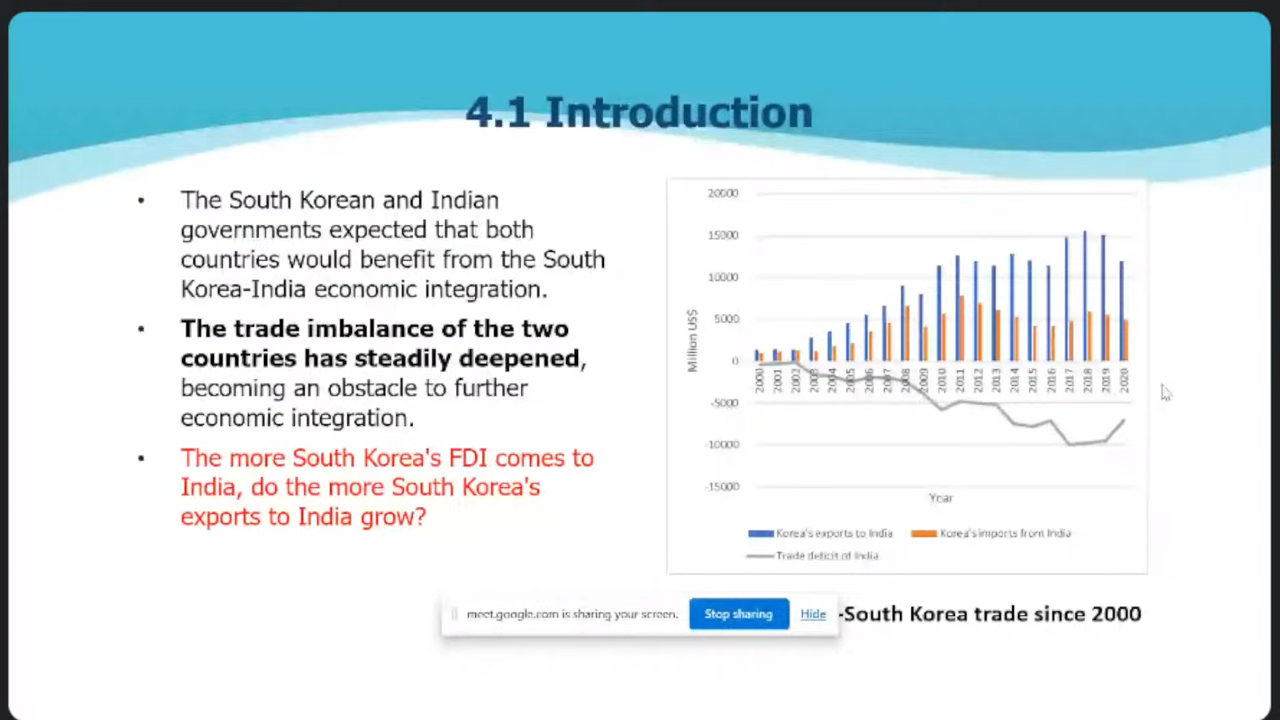 4.1 Introduction
• The South Korean and Indian
governments expected that both
countries would benefit from the South
Korea-India economic integration.
• The trade imbalance of the two
countries has steadily deepened,
becoming an obstacle to further
economic integration.
• The more South Korea's FDI comes to
India, do the more South Korea's
exports to India grow?
20000
15000
10000
5000
0
-5000
-10000
-15000
Million US$
2000 2001 2002 2003 2004 2005 2006 2007 2008 2009 2010 2011 2012 2013 2014 2015 2016 2017 2018 2019 2020
Year
Korea's exports to India Korea's imports from India
Trade deficit of India
meet.google.com is sharing your screen. Stop sharing Hide
-South Korea trade since 2000